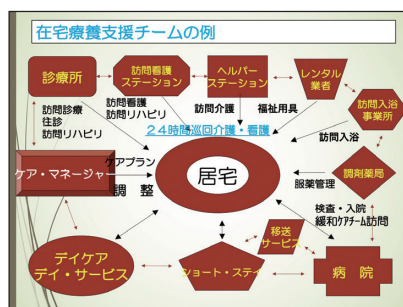 在宅療養支援チームの例
診療所
訪問看護
ステーション
ヘルパー
ステーション
レンタル
業者
訪問入浴
事業所
訪問診療
往診
訪問リハビリ
訪問看護
訪問リハビリ
訪問介護
福祉用具
２４時間巡回介護・看護
訪問入浴
ケアプラン
ケア・マネージャ
調 整
居宅
服薬管理
調剤薬局
検査・入院
緩和ケアチーム訪問
移送
サービス
デイケア
デイ・サービス
ショート・ステイ
病 院